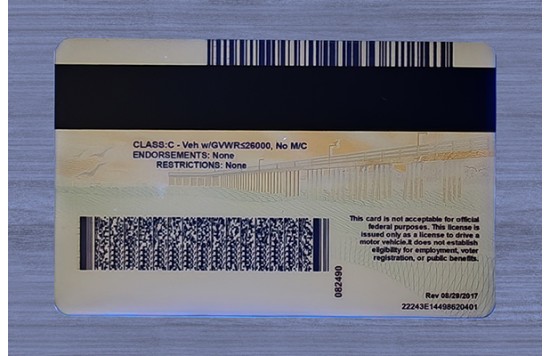 CLASS:C - Veh w/GVWR≤26000, No M/C
ENDORSEMENTS: None
RESTRICTIONS: None
This card is not acceptable for official
federal purposes. This license is
issued only as a license to drive a
motor vehicle.It does not establish
eligibility for employment, voter
registration, or public benefits.
082490
Rev 08/29/2017
22243E14498620401